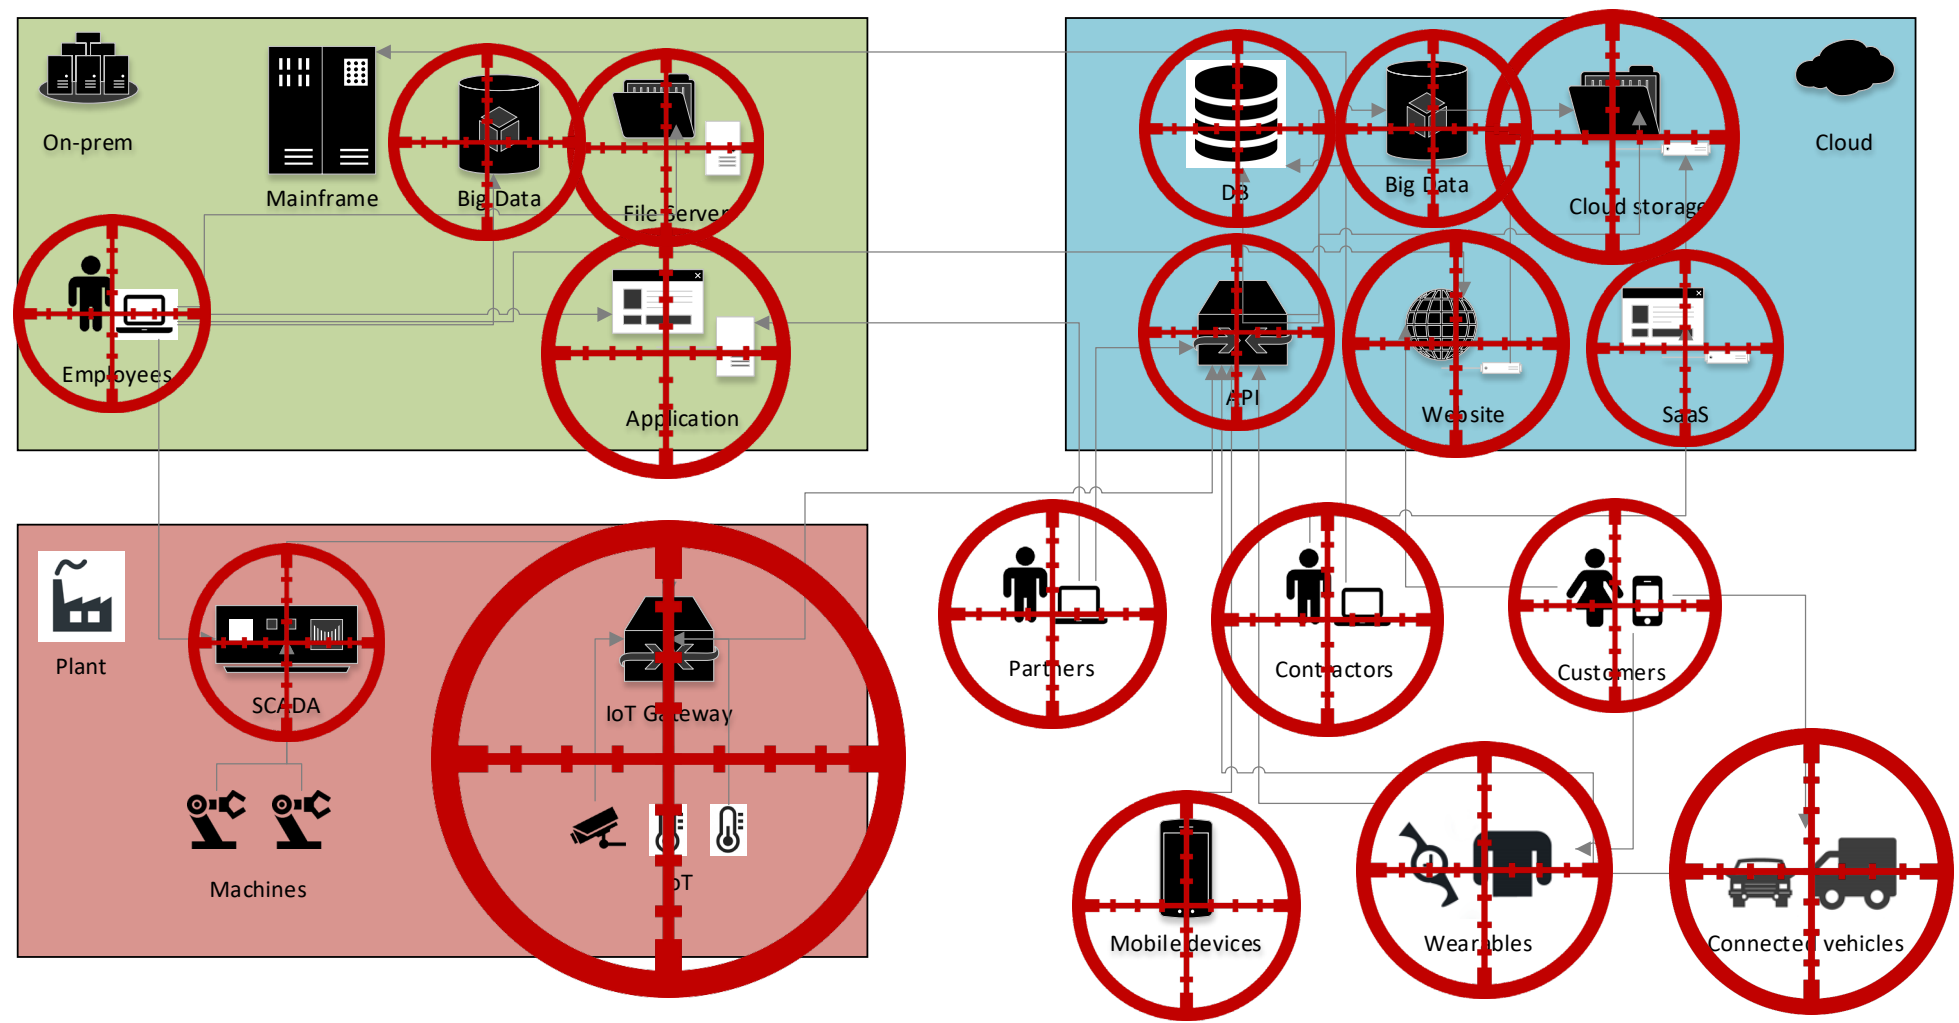 On-prem
Mainframe
Big Data
File Server
Employees
Application
DB
Big Data
Cloud storage
Cloud
API
Website
SaaS
Plant
SCADA
IoT Gateway
Machines
IoT
Partners
Contractors
Customers
Mobile devices
Wearables
Connected vehicles